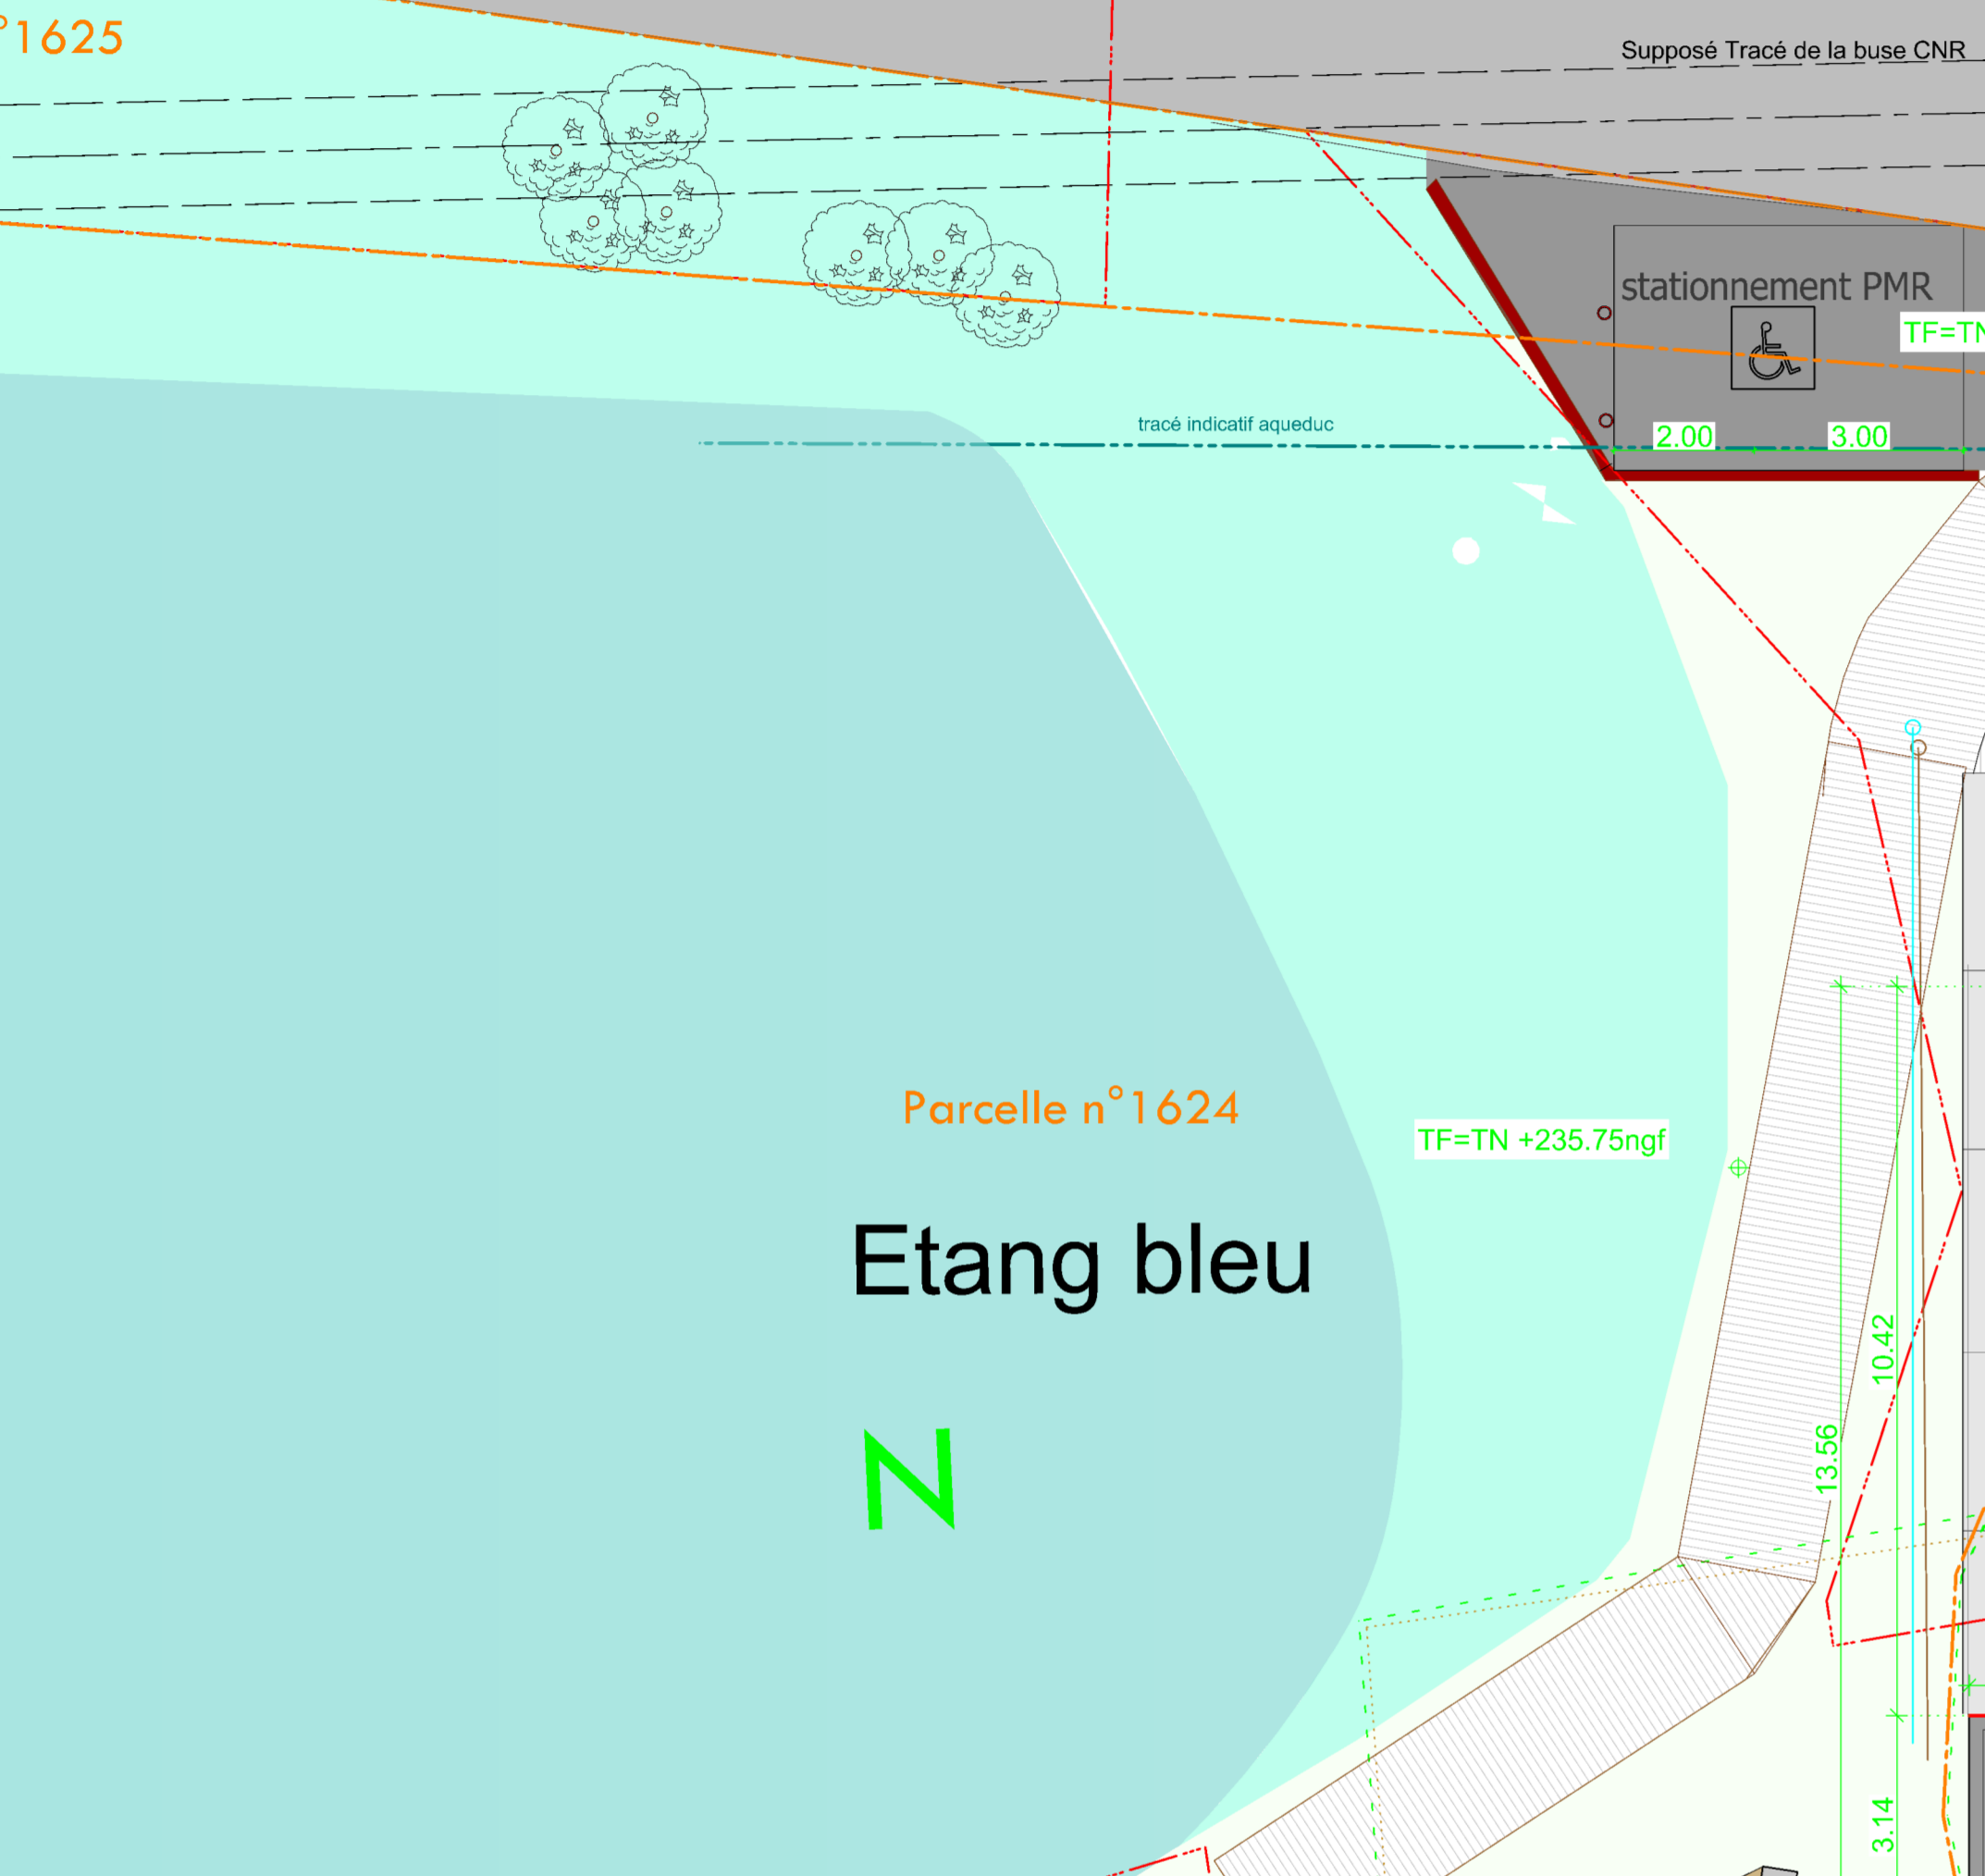 °1625
Supposé Tracé de la buse CNR
stationnement PMR
TF=TN
tracé indicatif aqueduc
2.00
3.00
Parcelle n°1624
TF=TN +235.75ngf
Etang bleu
10.42
13.56
N
3.14